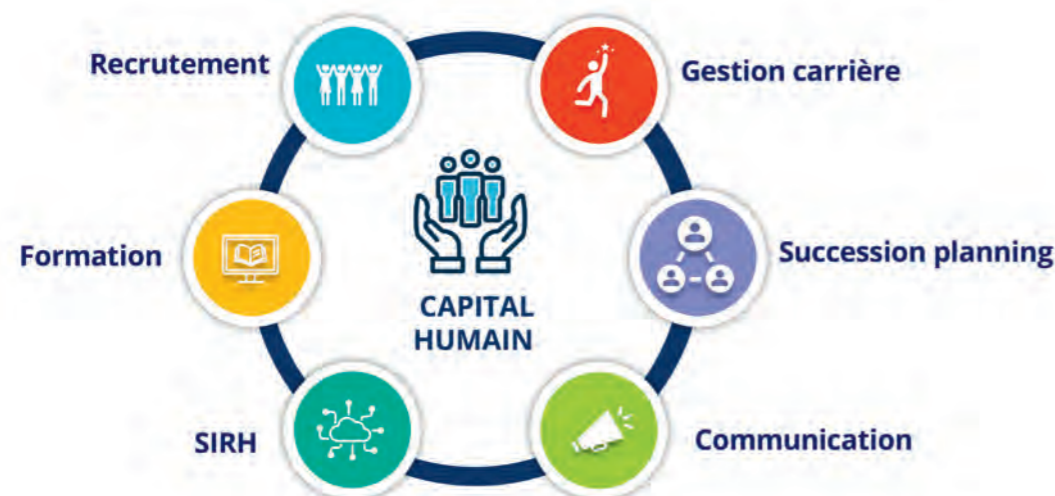 Recrutement
Gestion carrière
Formation
CAPITAL
HUMAIN
Succession planning
SIRH
Communication